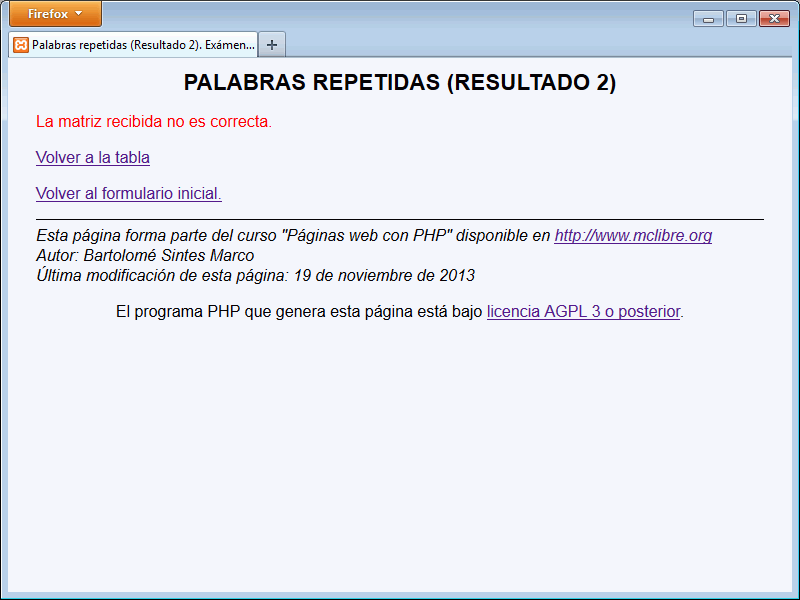 Firefox
Palabras repetidas (Resultado 2). Exámen...
PALABRAS REPETIDAS (RESULTADO 2)
La matriz recibida no es correcta.
Volver a la tabla
Volver al formulario inicial.
Esta página forma parte del curso "Páginas web con PHP" disponible en http://www.mclibre.org
Autor: Bartolomé Sintes Marco
Última modificación de esta página: 19 de noviembre de 2013
El programa PHP que genera esta página está bajo licencia AGPL 3 o posterior.